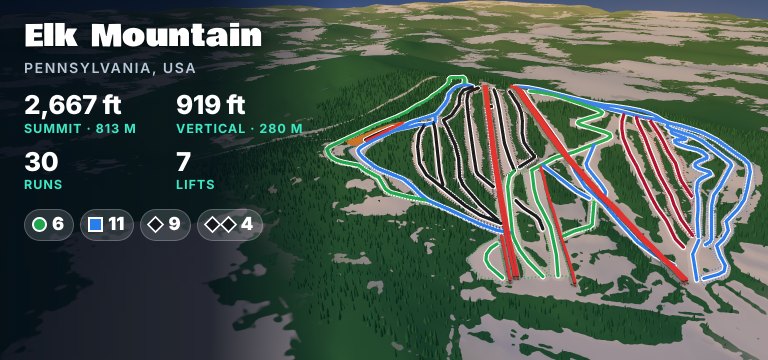 Elk Mountain
PENNSYLVANIA, USA
2,667 ft
919 ft
SUMMIT · 813 M
VERTICAL · 280 M
30
7
RUNS
LIFTS
6
11
9
4